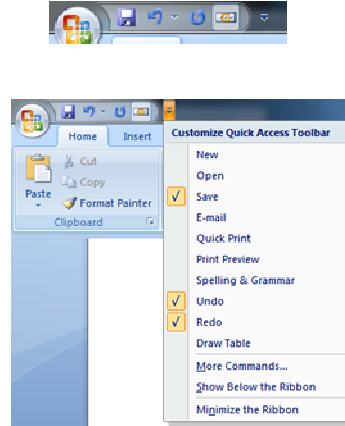 Home Insert
Customize Quick Access Toolbar
New
Open
Save
E-mail
Quick Print
Print Preview
Spelling & Grammar
Undo
Redo
Draw Table
More Commands...
Show Below the Ribbon
Minimize the Ribbon
Paste
Cut
Copy
Format Painter
Clipboard